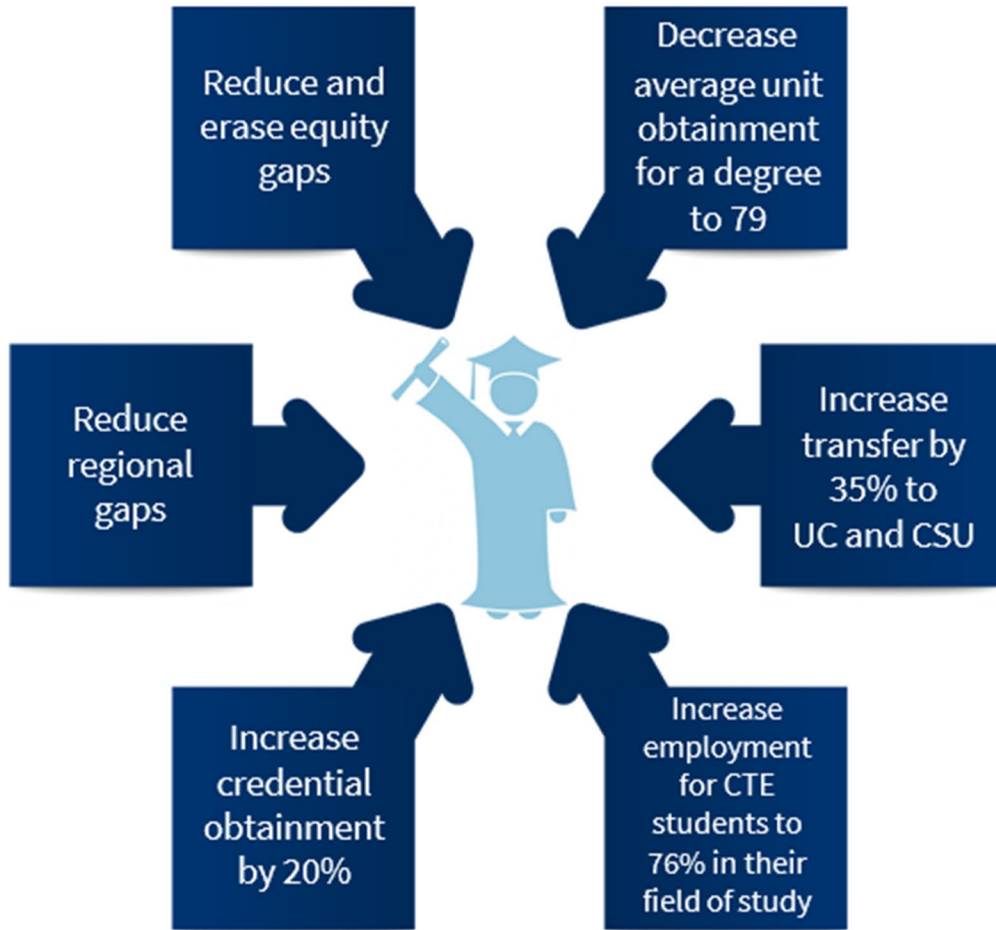 Reduce and
erase equity
gaps
Decrease
average unit
obtainment
for a degree
to 79
Reduce
regional
gaps
Increase
transfer by
35% to
UC and CSU
Increase
credential
obtainment
by 20%
Increase
employment
for CTE
students to
76% in their
field of study